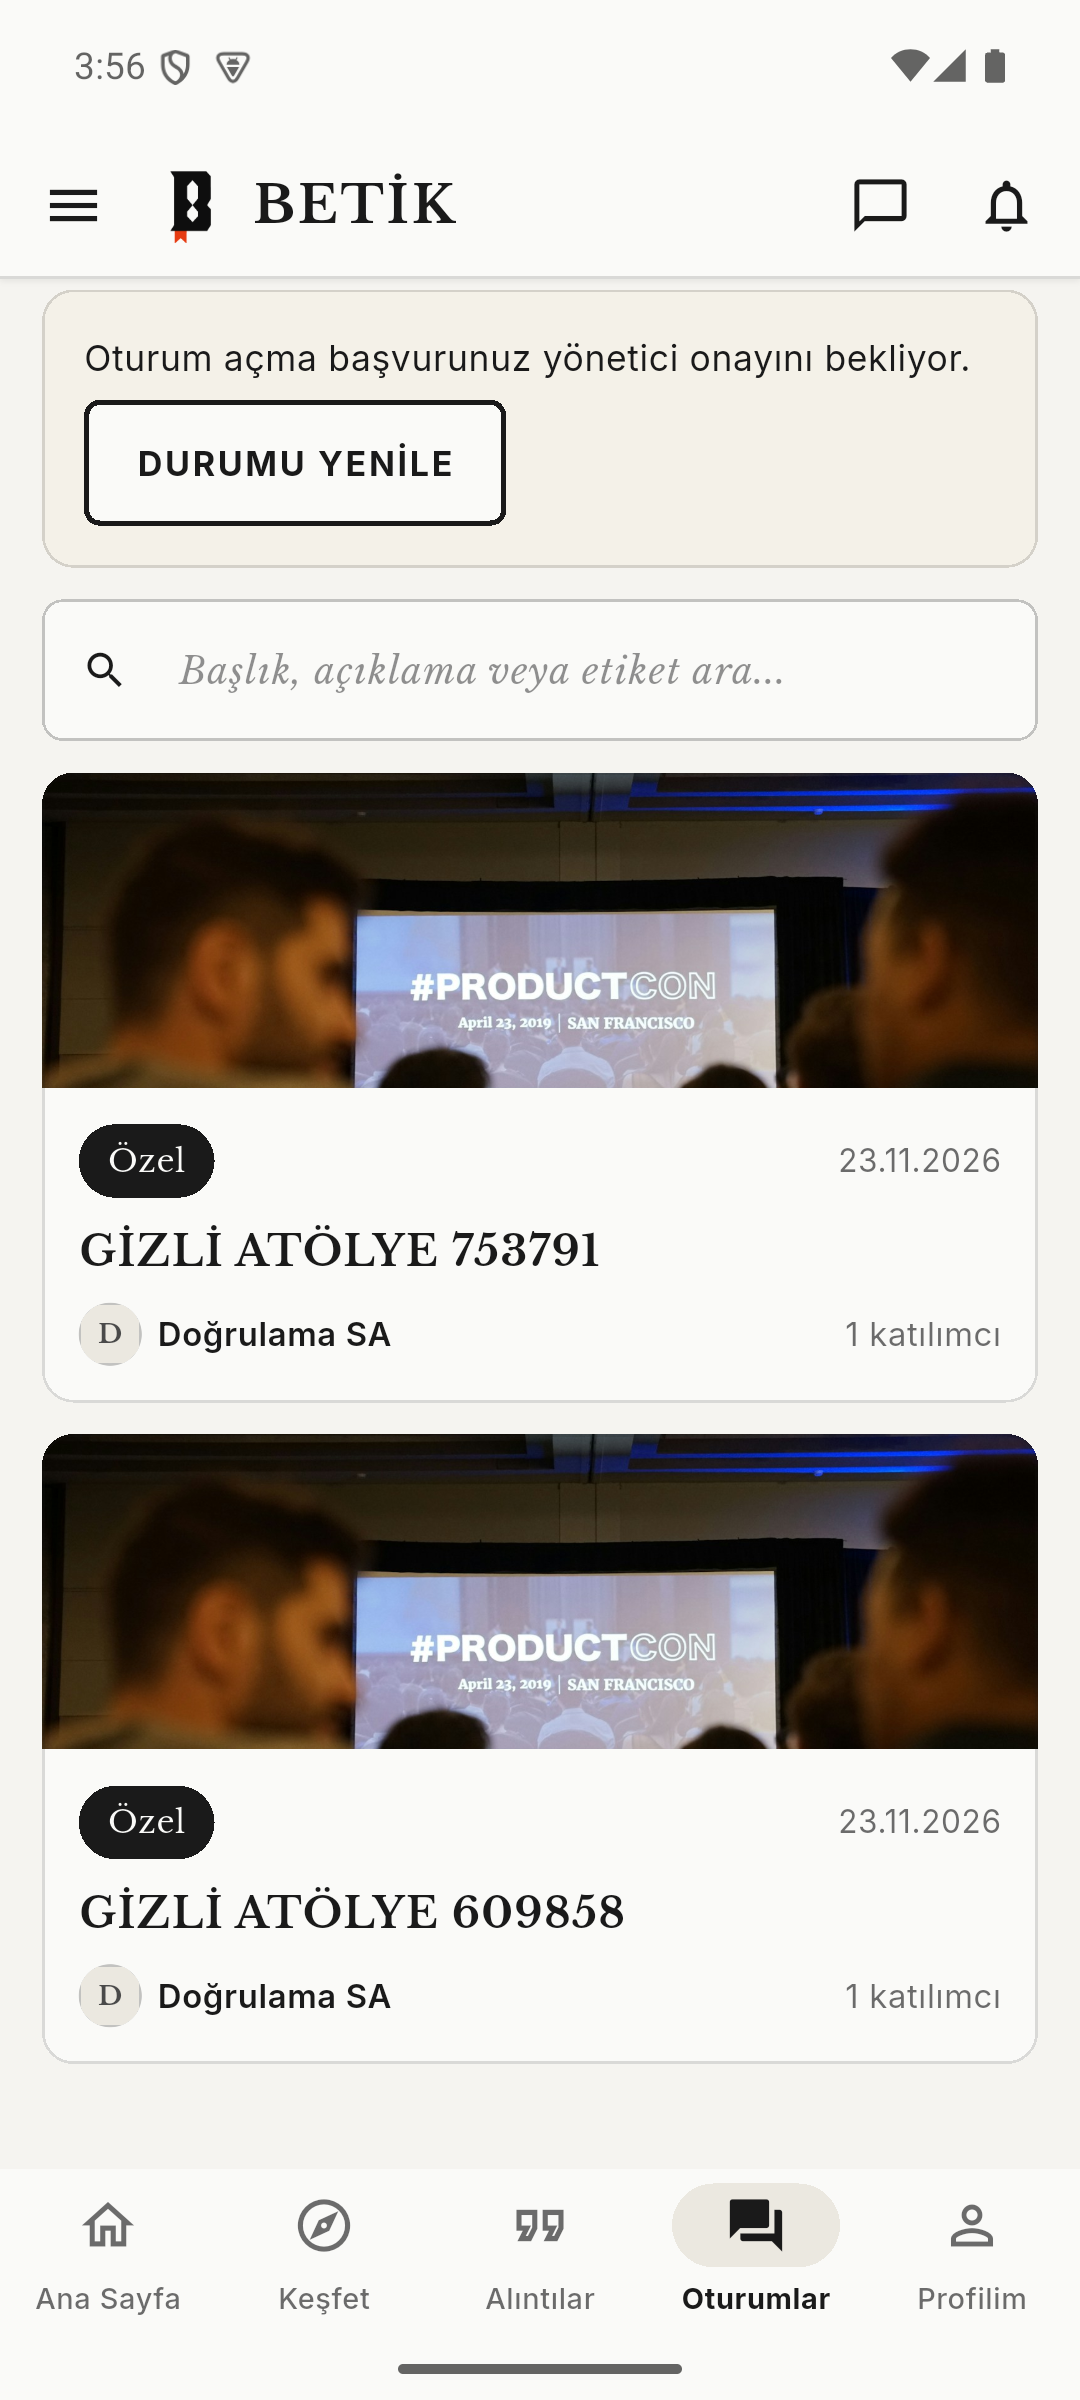 3:56
BETİK
Oturum açma başvurunuz yönetici onayını bekliyor.
DURUMU YENİLE
Başlık, açıklama veya etiket ara...
#PRODUCTCON
April 23, 2019 | SAN FRANCISCO
Özel
23.11.2026
GİZLİ ATÖLYE 753791
D
Doğrulama SA
1 katılımcı
#PRODUCTCON
April 23, 2019 | SAN FRANCISCO
Özel
23.11.2026
GİZLİ ATÖLYE 609858
D
Doğrulama SA
1 katılımcı
Ana Sayfa
Keşfet
Alıntılar
Oturumlar
Profilim